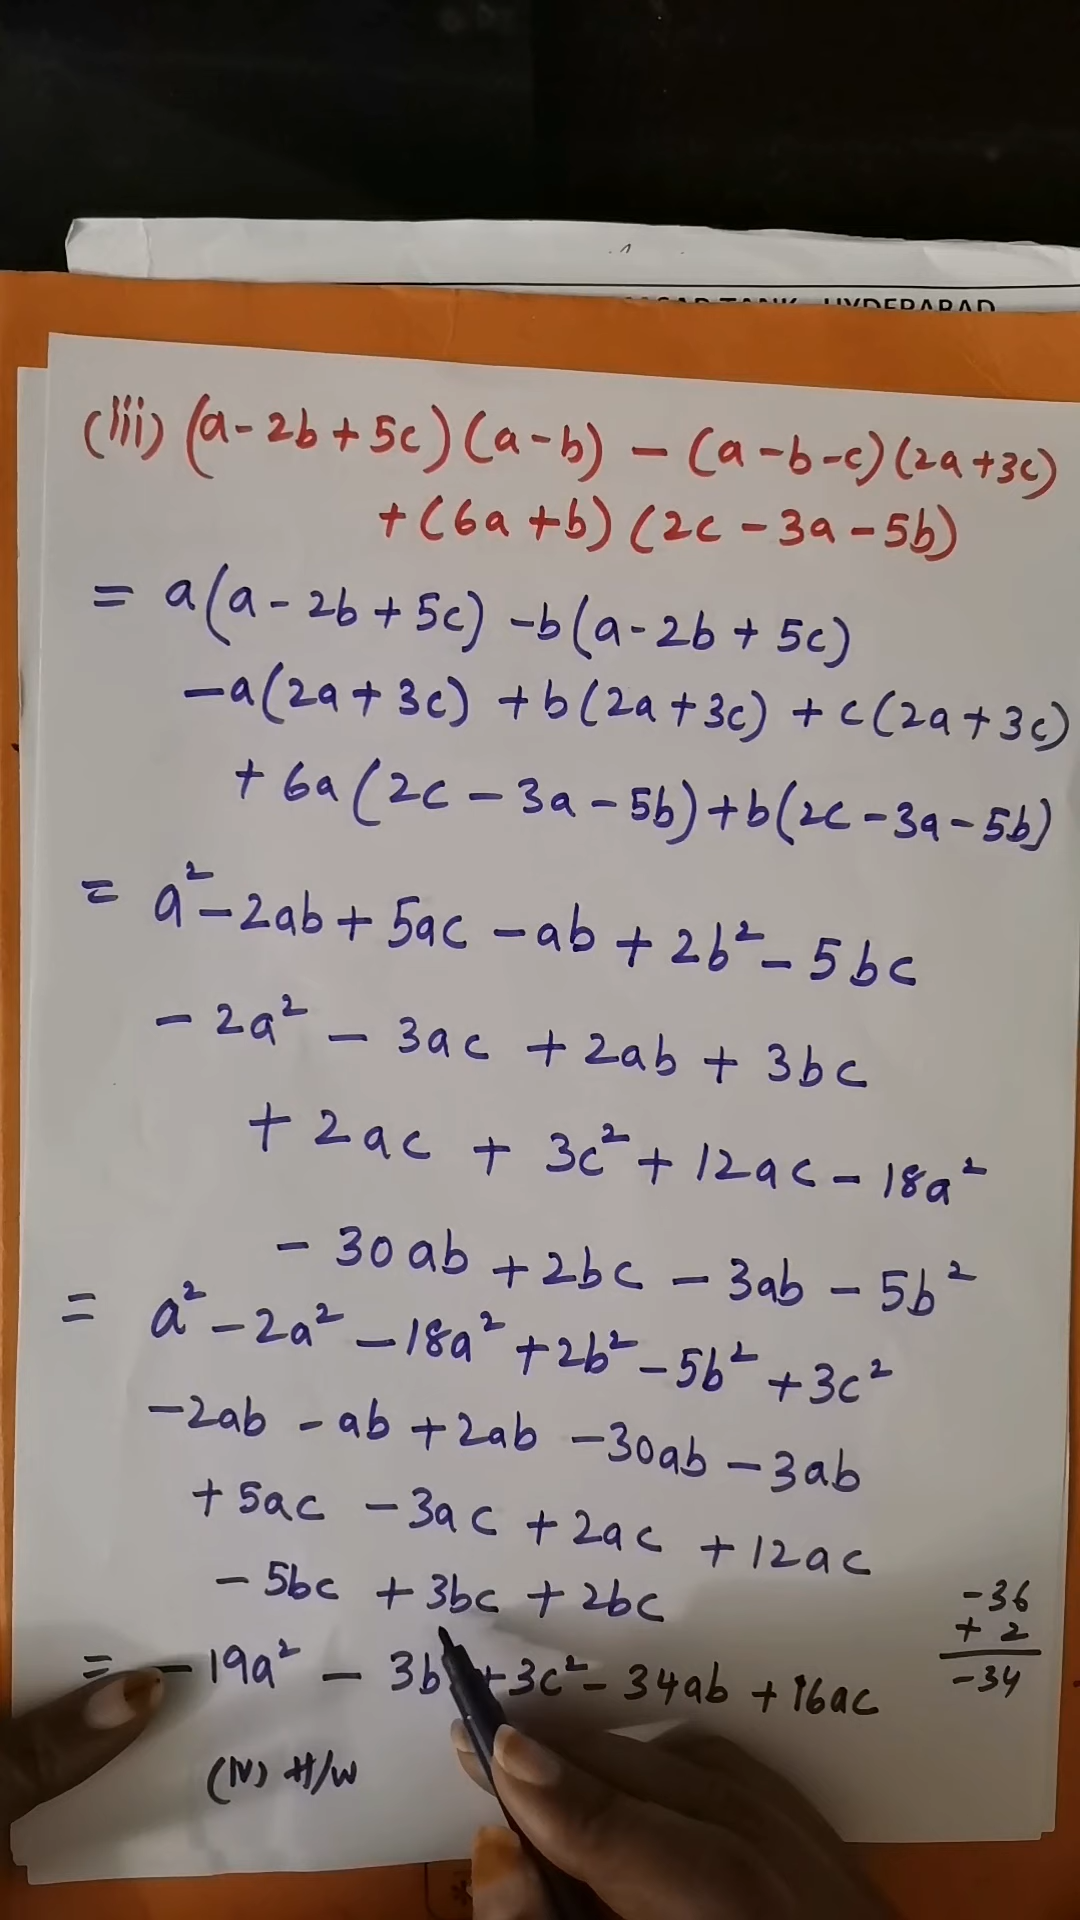 HYDERABAD
(iii) (a-2b+5c)(a-b) - (a-b-c)(2a+3c)
+(6a+b)(2c-3a-5b)
= a(a-2b+5c) -b(a-2b+5c)
-a(2a+3c) +b(2a+3c) +c(2a+3c)
+6a(2c-3a-5b)+b(2c-3a-5b)
= a²-2ab+5ac-ab+2b²-5bc
-2a²-3ac+2ab+3bc
+2ac+3c²+12ac-18a²
-30ab+2bc-3ab-5b²
= a²-2a²-18a²+2b²-5b²+3c²
-2ab-ab+2ab-30ab-3ab
+5ac-3ac+2ac+12ac
-5bc+3bc+2bc
-36
+2
-34
= -19a²-3b +3c²-34ab+16ac
(iv) H/W